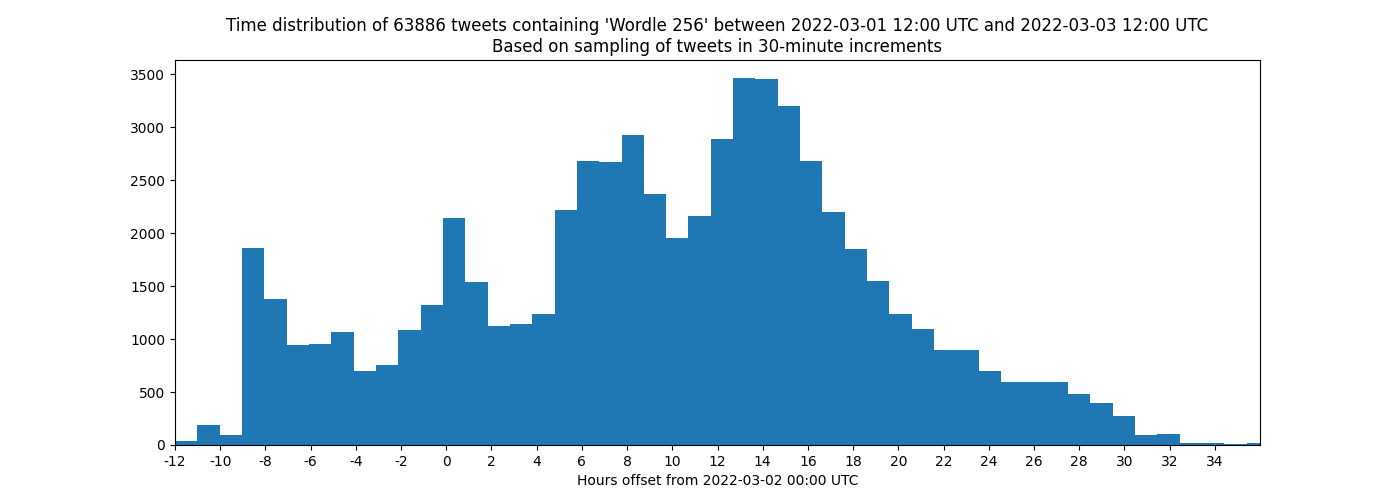 Time distribution of 63886 tweets containing 'Wordle 256' between 2022-03-01 12:00 UTC and 2022-03-03 12:00 UTC
Based on sampling of tweets in 30-minute increments
3500
3000
2500
2000
1500
1000
500
0
-12 -10 -8 -6 -4 -2 0 2 4 6 8 10 12 14 16 18 20 22 24 26 28 30 32 34
Hours offset from 2022-03-02 00:00 UTC